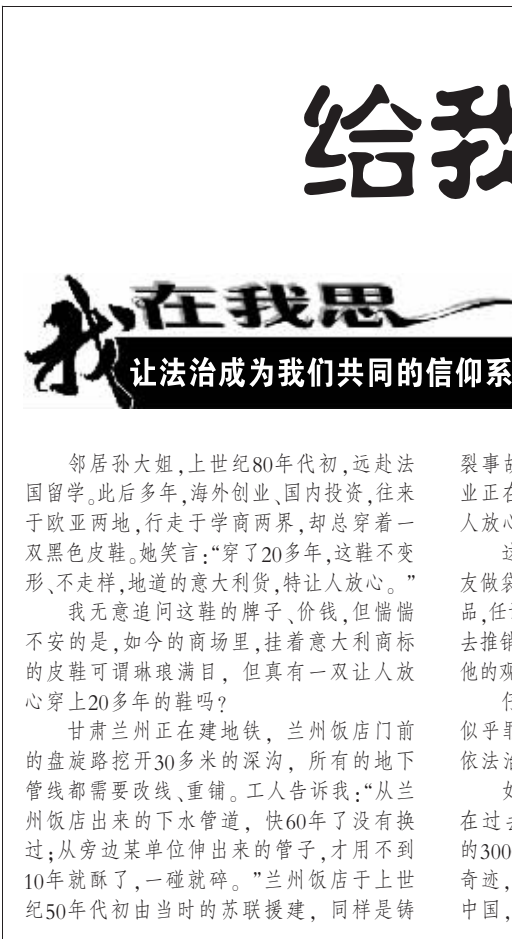 给我
我在我思
让法治成为我们共同的信仰系
邻居孙大姐,上世纪80年代初,远赴法
国留学。此后多年,海外创业、国内投资,往来
于欧亚两地,行走于学商两界,却总穿着一
双黑色皮鞋。她笑言:“穿了20多年,这鞋不变
形、不走样,地道的意大利货,特让人放心。”
我无意追问这鞋的牌子、价钱,但惴惴
不安的是,如今的商场里,挂着意大利商标
的皮鞋可谓琳琅满目,但真有一双让人放
心穿上20多年的鞋吗?
甘肃兰州正在建地铁,兰州饭店门前
的盘旋路挖开30多米的深沟,所有的地下
管线都需要改线、重铺。工人告诉我:“从兰
州饭店出来的下水管道,快60年了没有换
过;从旁边某单位伸出来的管子,才用不到
10年就酥了,一碰就碎。”兰州饭店于上世
纪50年代初由当时的苏联援建,同样是铸
裂事故
业正在
人放心
这
友做袋
品,任
去推销
他的观
似乎罪
依法治
如
在过去
的300
奇迹,
中国,